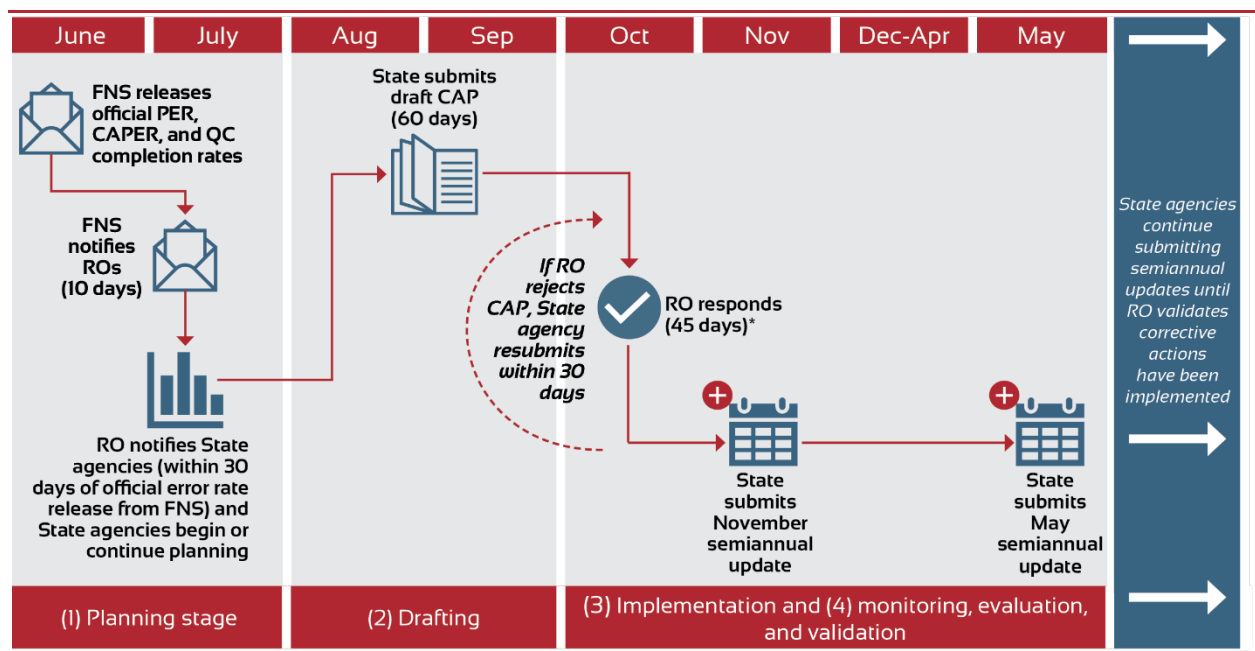 June
July
Aug
Sep
Oct
Nov
Dec-Apr
May
FNS releases
official PER,
CAPER, and QC
completion rates
FNS
notifies
ROs
(10 days)
RO notifies State
agencies (within 30
days of official error rate
release from FNS) and
State agencies begin or
continue planning
State submits
draft CAP
(60 days)
If RO
rejects
CAP, State
agency
resubmits
within 30
days
RO responds
(45 days)*
State
submits
November
semiannual
update
State
submits
May
semiannual
update
State agencies
continue
submitting
semiannual
updates until
RO validates
corrective
actions
have been
implemented
(1) Planning stage
(2) Drafting
(3) Implementation and (4) monitoring, evaluation,
and validation